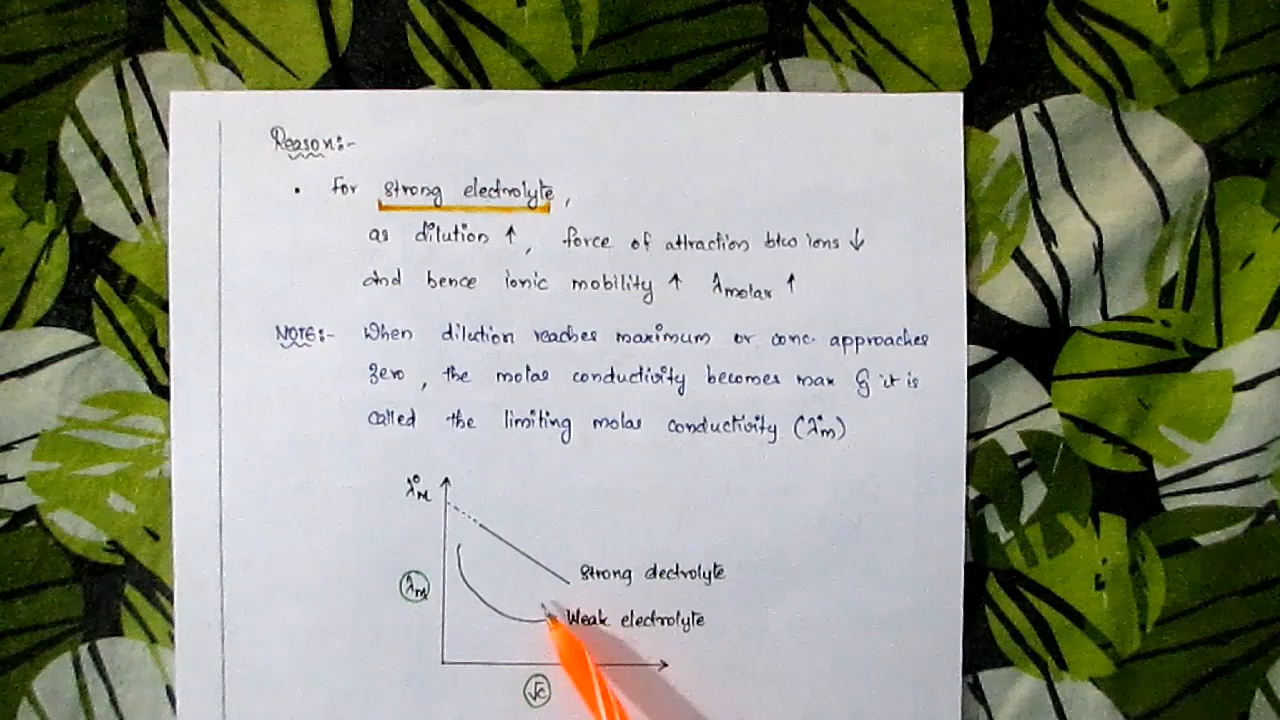 Reason:-
• For strong electrolyte,
as dilution ↑, force of attraction btw ions ↓
and hence ionic mobility ↑ λmolar ↑
NOTE:- When dilution reaches maximum or conc. approaches
zero, the molar conductivity becomes max & it is
called the limiting molar conductivity (λ°m)
λ°m
Strong electrolyte
λm
Weak electrolyte
√c